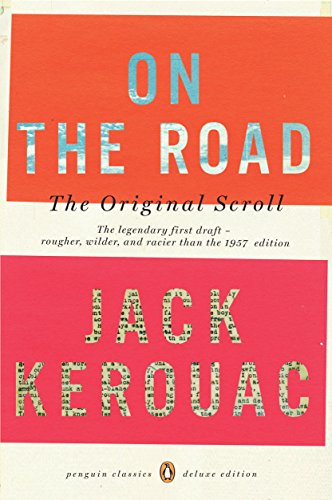 ON
THE ROAD
The Original Scroll
The legendary first draft –
rougher, wilder, and racier than the 1957 edition
JACK
KEROUAC
penguin classics deluxe edition